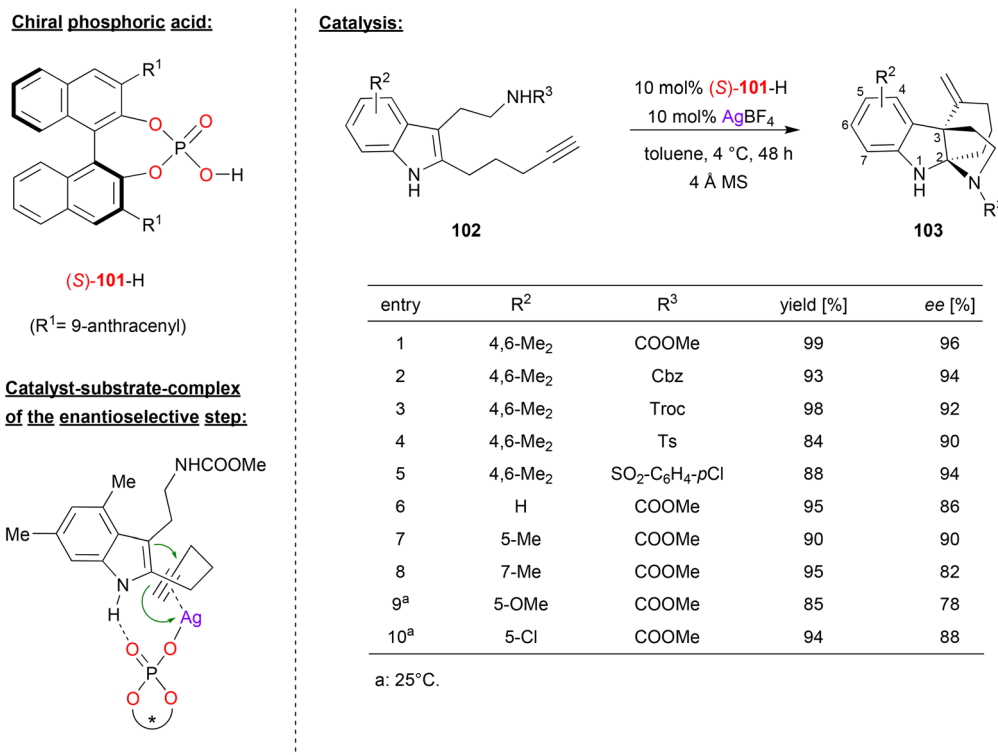 Chiral phosphoric acid:
R¹
O
O
P
O
O—H
R¹
(S)-101-H
(R¹= 9-anthracenyl)
Catalyst-substrate-complex
of the enantioselective step:
NHCOOMe
Me
Me
N
H
Ag
O
O
P
O
O
*
Catalysis:
R²
NHR³
N
H
102
10 mol% (S)-101-H
10 mol% AgBF₄
toluene, 4 °C, 48 h
4 Å MS
R²
5
4
6
3
7
1
2
N
H
N
R³
103
entry R² R³ yield [%] ee [%]
1 4,6-Me₂ COOMe 99 96
2 4,6-Me₂ Cbz 93 94
3 4,6-Me₂ Troc 98 92
4 4,6-Me₂ Ts 84 90
5 4,6-Me₂ SO₂-C₆H₄-pCl 88 94
6 H COOMe 95 86
7 5-Me COOMe 90 90
8 7-Me COOMe 95 82
9ᵃ 5-OMe COOMe 85 78
10ᵃ 5-Cl COOMe 94 88
a: 25°C.